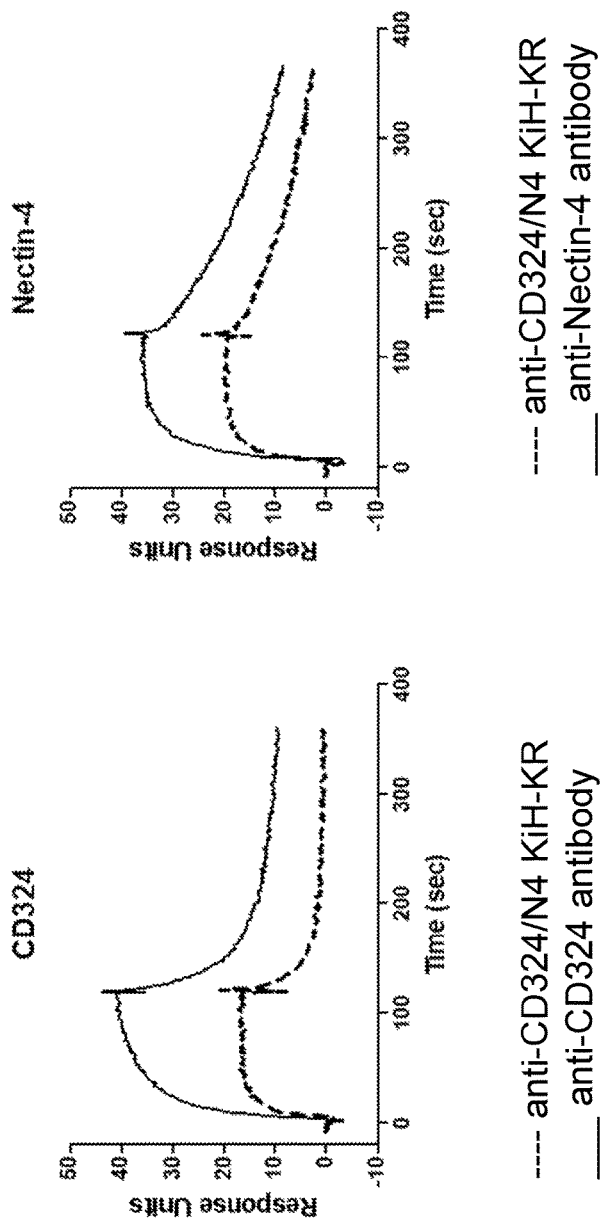 CD324
Response Units
50
40
30
20
10
0
-10
0
100
200
300
400
Time (sec)
---- anti-CD324/N4 KiH-KR
anti-CD324 antibody
Nectin-4
Response Units
50
40
30
20
10
0
-10
0
100
200
300
400
Time (sec)
---- anti-CD324/N4 KiH-KR
anti-Nectin-4 antibody